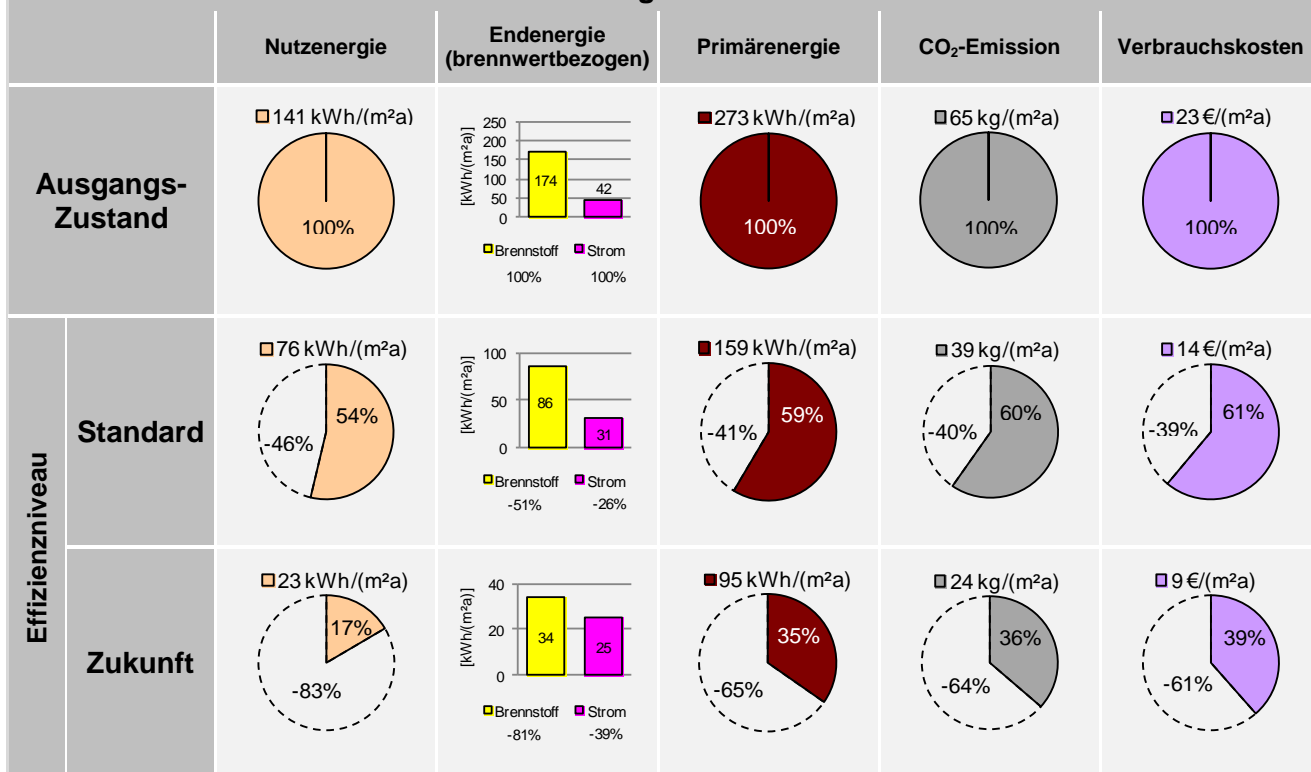 Nutzenergie
Endenergie
(brennwertbezogen)
Primärenergie
CO₂-Emission
Verbrauchskosten
Ausgangs-
Zustand
141 kWh/(m²a)
100%
[kWh/(m²a)]
250
200
150
100
50
0
174
42
Brennstoff Strom
100% 100%
273 kWh/(m²a)
100%
65 kg/(m²a)
100%
23 €/(m²a)
100%
Effizienzniveau
Standard
76 kWh/(m²a)
54%
-46%
[kWh/(m²a)]
100
50
0
86
31
Brennstoff Strom
-51% -26%
159 kWh/(m²a)
59%
-41%
39 kg/(m²a)
60%
-40%
14 €/(m²a)
61%
-39%
Zukunft
23 kWh/(m²a)
17%
-83%
[kWh/(m²a)]
40
20
0
34
25
Brennstoff Strom
-81% -39%
95 kWh/(m²a)
35%
-65%
24 kg/(m²a)
36%
-64%
9 €/(m²a)
39%
-61%